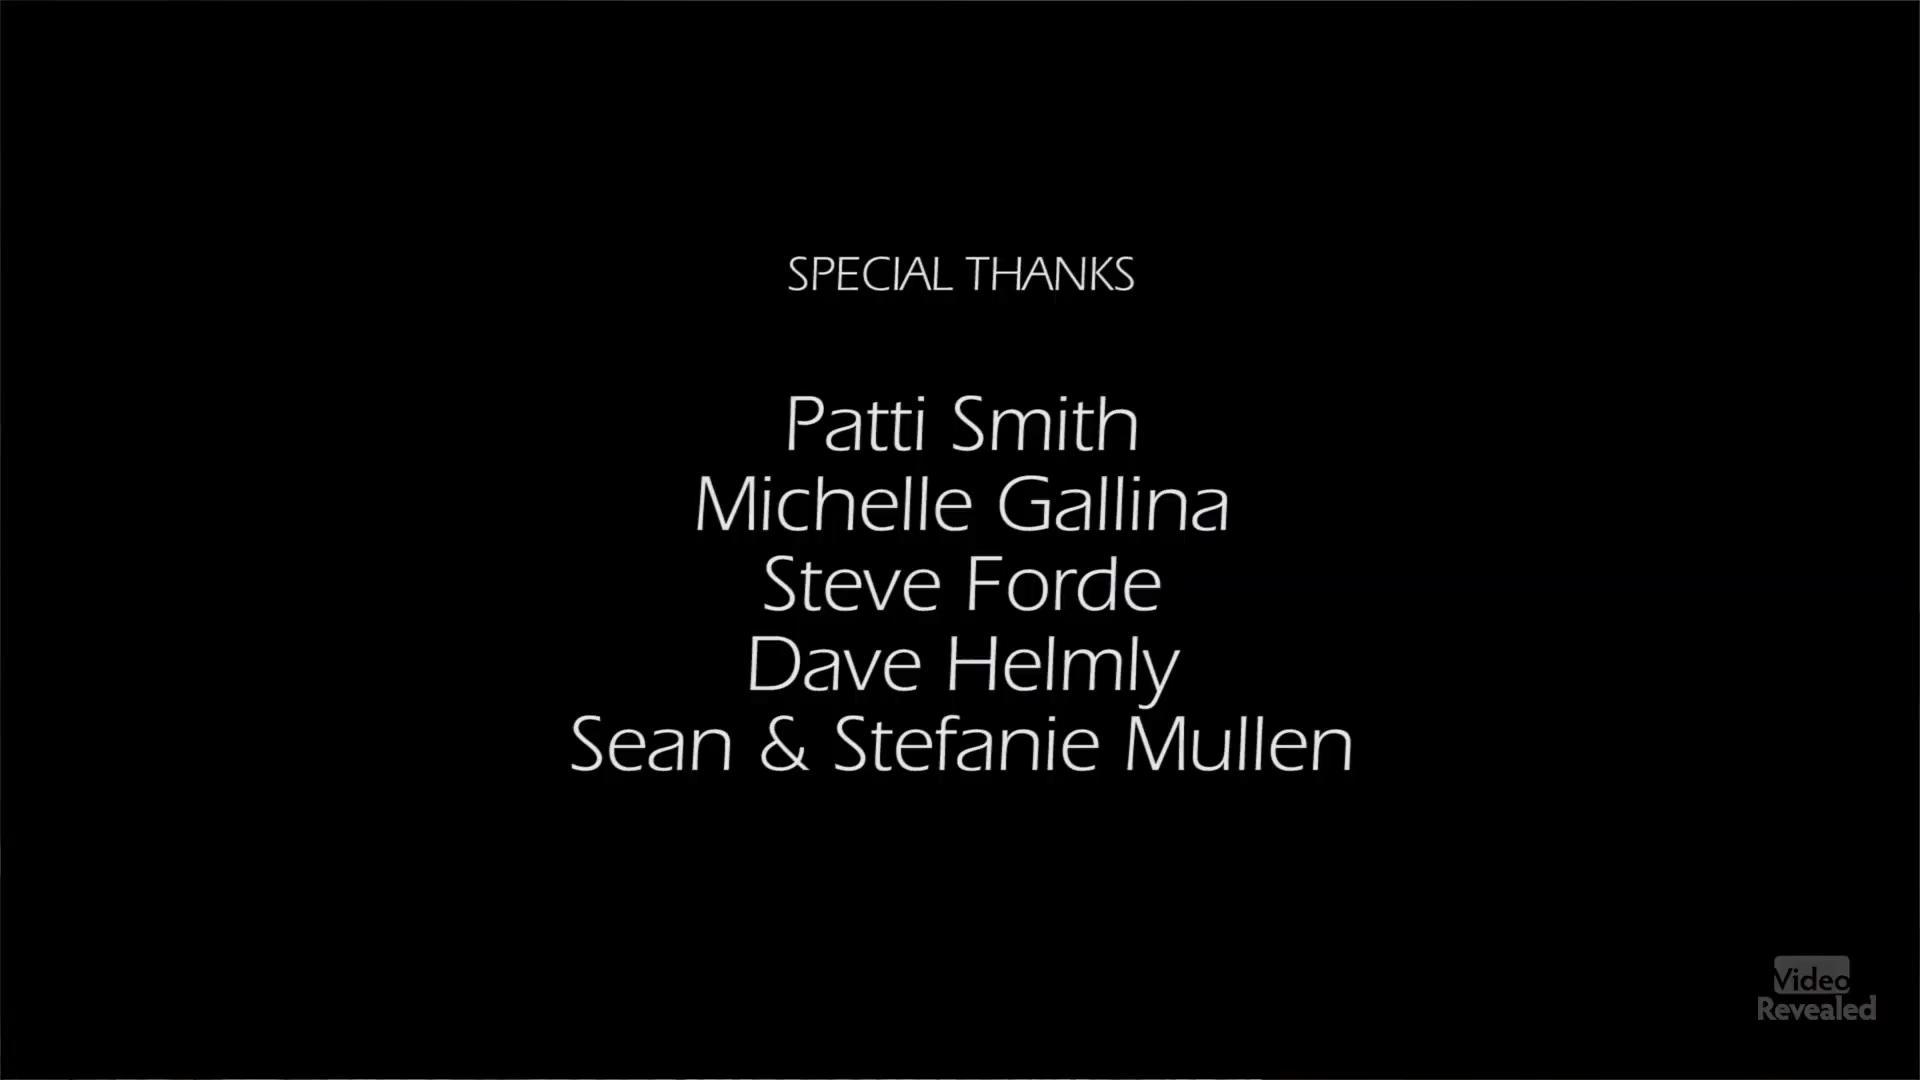 SPECIAL THANKS
Patti Smith
Michelle Gallina
Steve Forde
Dave Helmly
Sean & Stefanie Mullen
Video
Revealed